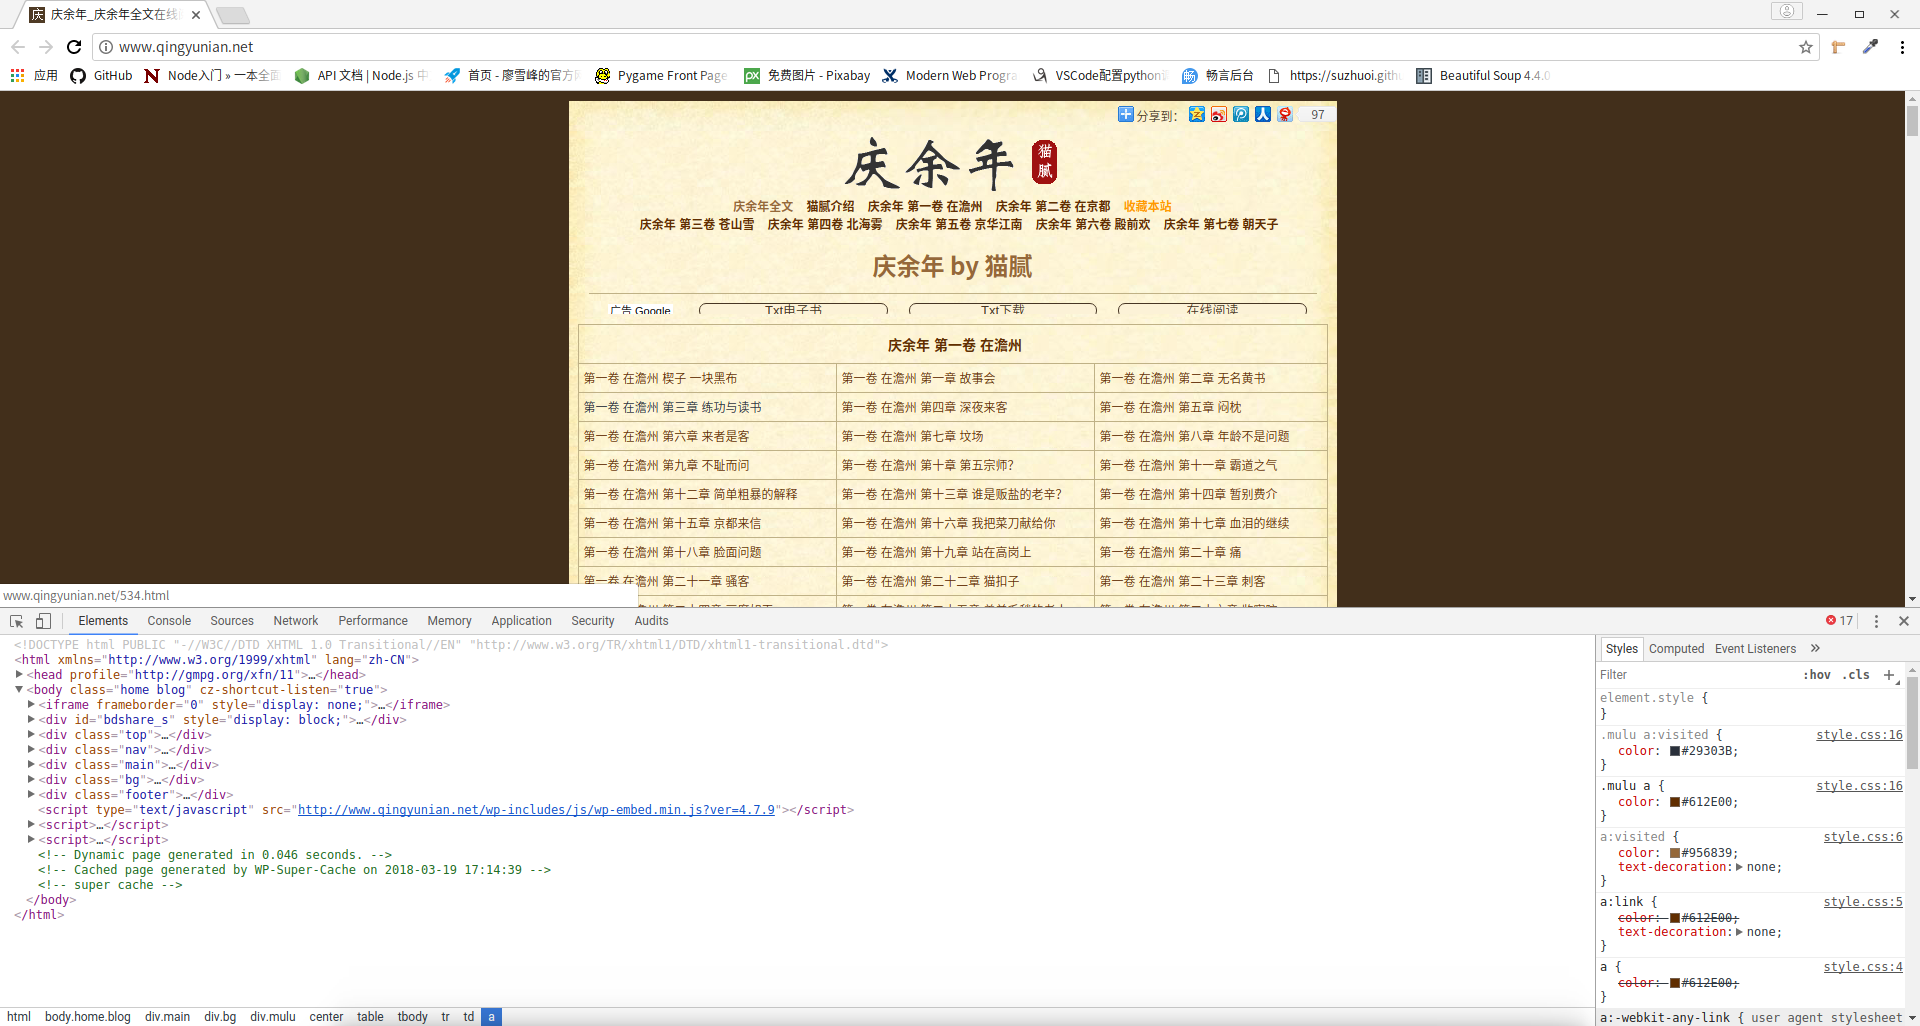 庆余年_庆余年全文在线
www.qingyunian.net
应用 GitHub Node入门 » 一本全面 API 文档 | Node.js 中 首页 - 廖雪峰的官方 Pygame Front Page 免费图片 - Pixabay Modern Web Progra VSCode配置python 畅言后台 https://suzhuoi.gith Beautiful Soup 4.4.0
分享到: 97
庆余年 猫腻
庆余年全文 猫腻介绍 庆余年 第一卷 在澹州 庆余年 第二卷 在京都 收藏本站
庆余年 第三卷 苍山雪 庆余年 第四卷 北海雾 庆余年 第五卷 京华江南 庆余年 第六卷 殿前欢 庆余年 第七卷 朝天子
庆余年 by 猫腻
广告 Google Txt电子书 Txt下载 在线阅读
庆余年 第一卷 在澹州
第一卷 在澹州 楔子 一块黑布 第一卷 在澹州 第一章 故事会 第一卷 在澹州 第二章 无名黄书
第一卷 在澹州 第三章 练功与读书 第一卷 在澹州 第四章 深夜来客 第一卷 在澹州 第五章 闷枕
第一卷 在澹州 第六章 来者是客 第一卷 在澹州 第七章 坟场 第一卷 在澹州 第八章 年龄不是问题
第一卷 在澹州 第九章 不耻而问 第一卷 在澹州 第十章 第五宗师？ 第一卷 在澹州 第十一章 霸道之气
第一卷 在澹州 第十二章 简单粗暴的解释 第一卷 在澹州 第十三章 谁是贩盐的老辛？ 第一卷 在澹州 第十四章 暂别费介
第一卷 在澹州 第十五章 京都来信 第一卷 在澹州 第十六章 我把菜刀献给你 第一卷 在澹州 第十七章 血泪的继续
第一卷 在澹州 第十八章 脸面问题 第一卷 在澹州 第十九章 站在高岗上 第一卷 在澹州 第二十章 痛
第一卷 在澹州 第二十一章 骚客 第一卷 在澹州 第二十二章 猫扣子 第一卷 在澹州 第二十三章 刺客
www.qingyunian.net/534.html
Elements Console Sources Network Performance Memory Application Security Audits 17
<!DOCTYPE html PUBLIC "-//W3C//DTD XHTML 1.0 Transitional//EN" "http://www.w3.org/TR/xhtml1/DTD/xhtml1-transitional.dtd">
<html xmlns="http://www.w3.org/1999/xhtml" lang="zh-CN">
<head profile="http://gmpg.org/xfn/11">…</head>
<body class="home blog" cz-shortcut-listen="true">
<iframe frameborder="0" style="display: none;">…</iframe>
<div id="bdshare_s" style="display: block;">…</div>
<div class="top">…</div>
<div class="nav">…</div>
<div class="main">…</div>
<div class="bg">…</div>
<div class="footer">…</div>
<script type="text/javascript" src="http://www.qingyunian.net/wp-includes/js/wp-embed.min.js?ver=4.7.9"></script>
<script>…</script>
<script>…</script>
<!-- Dynamic page generated in 0.046 seconds. -->
<!-- Cached page generated by WP-Super-Cache on 2018-03-19 17:14:39 -->
<!-- super cache -->
</body>
</html>
html body.home.blog div.main div.bg div.mulu center table tbody tr td a
Styles Computed Event Listeners »
Filter :hov .cls +
element.style {
}
.mulu a:visited { style.css:16
color: #29303B;
}
.mulu a { style.css:16
color: #612E00;
}
a:visited { style.css:6
color: #956839;
text-decoration: none;
}
a:link { style.css:5
color: #612E00;
text-decoration: none;
}
a { style.css:4
color: #612E00;
}
a:-webkit-any-link { user agent stylesheet